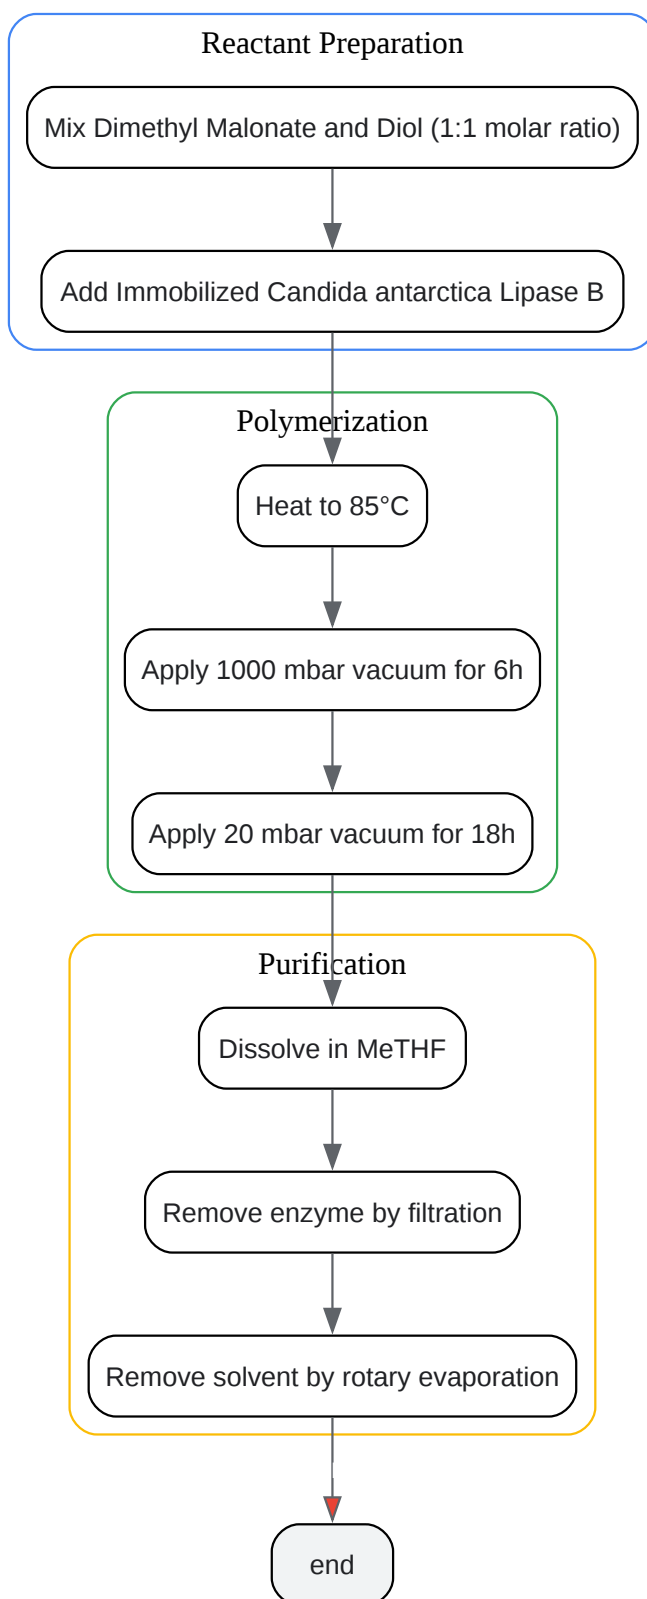 Reactant Preparation
Mix Dimethyl Malonate and Diol (1:1 molar ratio)
Add Immobilized Candida antarctica Lipase B
Polymerization
Heat to 85°C
Apply 1000 mbar vacuum for 6h
Apply 20 mbar vacuum for 18h
Purification
Dissolve in MeTHF
Remove enzyme by filtration
Remove solvent by rotary evaporation
end